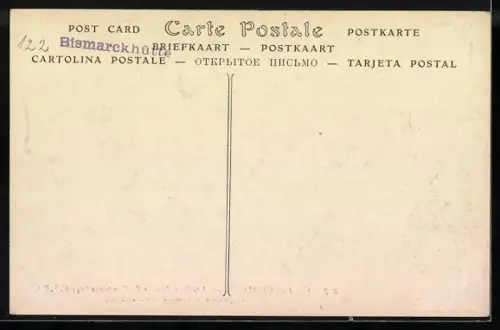 POST CARD Carte Postale POSTKARTE
122 Bismarckhütte
BRIEFKAART — POSTKAART
CARTOLINA POSTALE — ОТКРЫТОЕ ПИСЬМО — TARJETA POSTAL